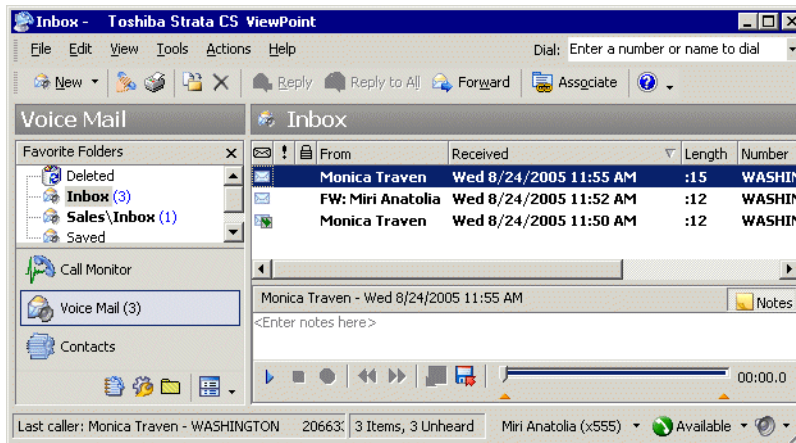 Inbox - Toshiba Strata CS ViewPoint
File Edit View Tools Actions Help Dial: Enter a number or name to dial
New Reply Reply to All Forward Associate
Voice Mail Inbox
Favorite Folders From Received Length Number
Deleted Monica Traven Wed 8/24/2005 11:55 AM :15 WASHIN
Inbox (3) FW: Miri Anatolia Wed 8/24/2005 11:52 AM :12 WASHIN
Sales\Inbox (1) Monica Traven Wed 8/24/2005 11:50 AM :12 WASHIN
Saved
Call Monitor
Voice Mail (3) Monica Traven - Wed 8/24/2005 11:55 AM Notes
<Enter notes here>
Contacts
00:00.0
Last caller: Monica Traven - WASHINGTON 20663 3 Items, 3 Unheard Miri Anatolia (x555) Available